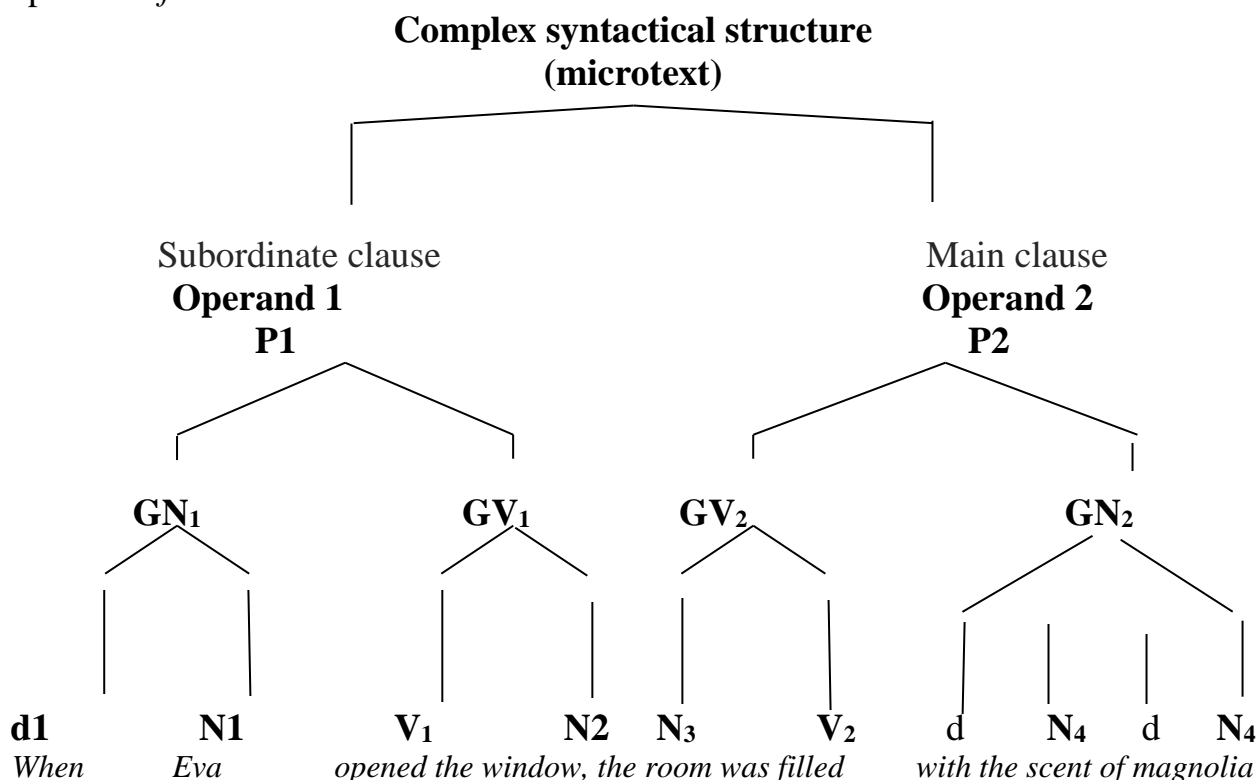 Complex syntactical structure
(microtext)
Subordinate clause Main clause
Operand 1 Operand 2
P1 P2
GN₁ GV₁ GV₂ GN₂
d1 N1 V₁ N2 N₃ V₂ d N₄ d N₄
When Eva opened the window, the room was filled with the scent of magnolia